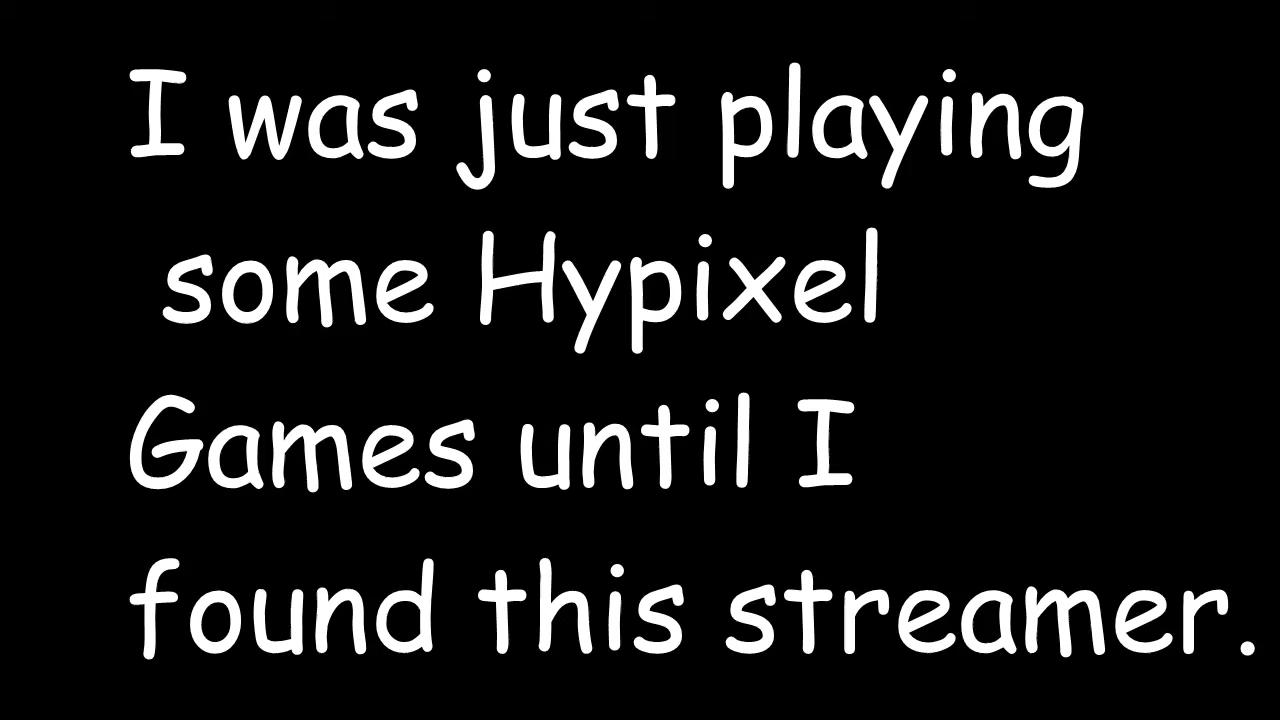 I was just playing
some Hypixel
Games until I
found this streamer.